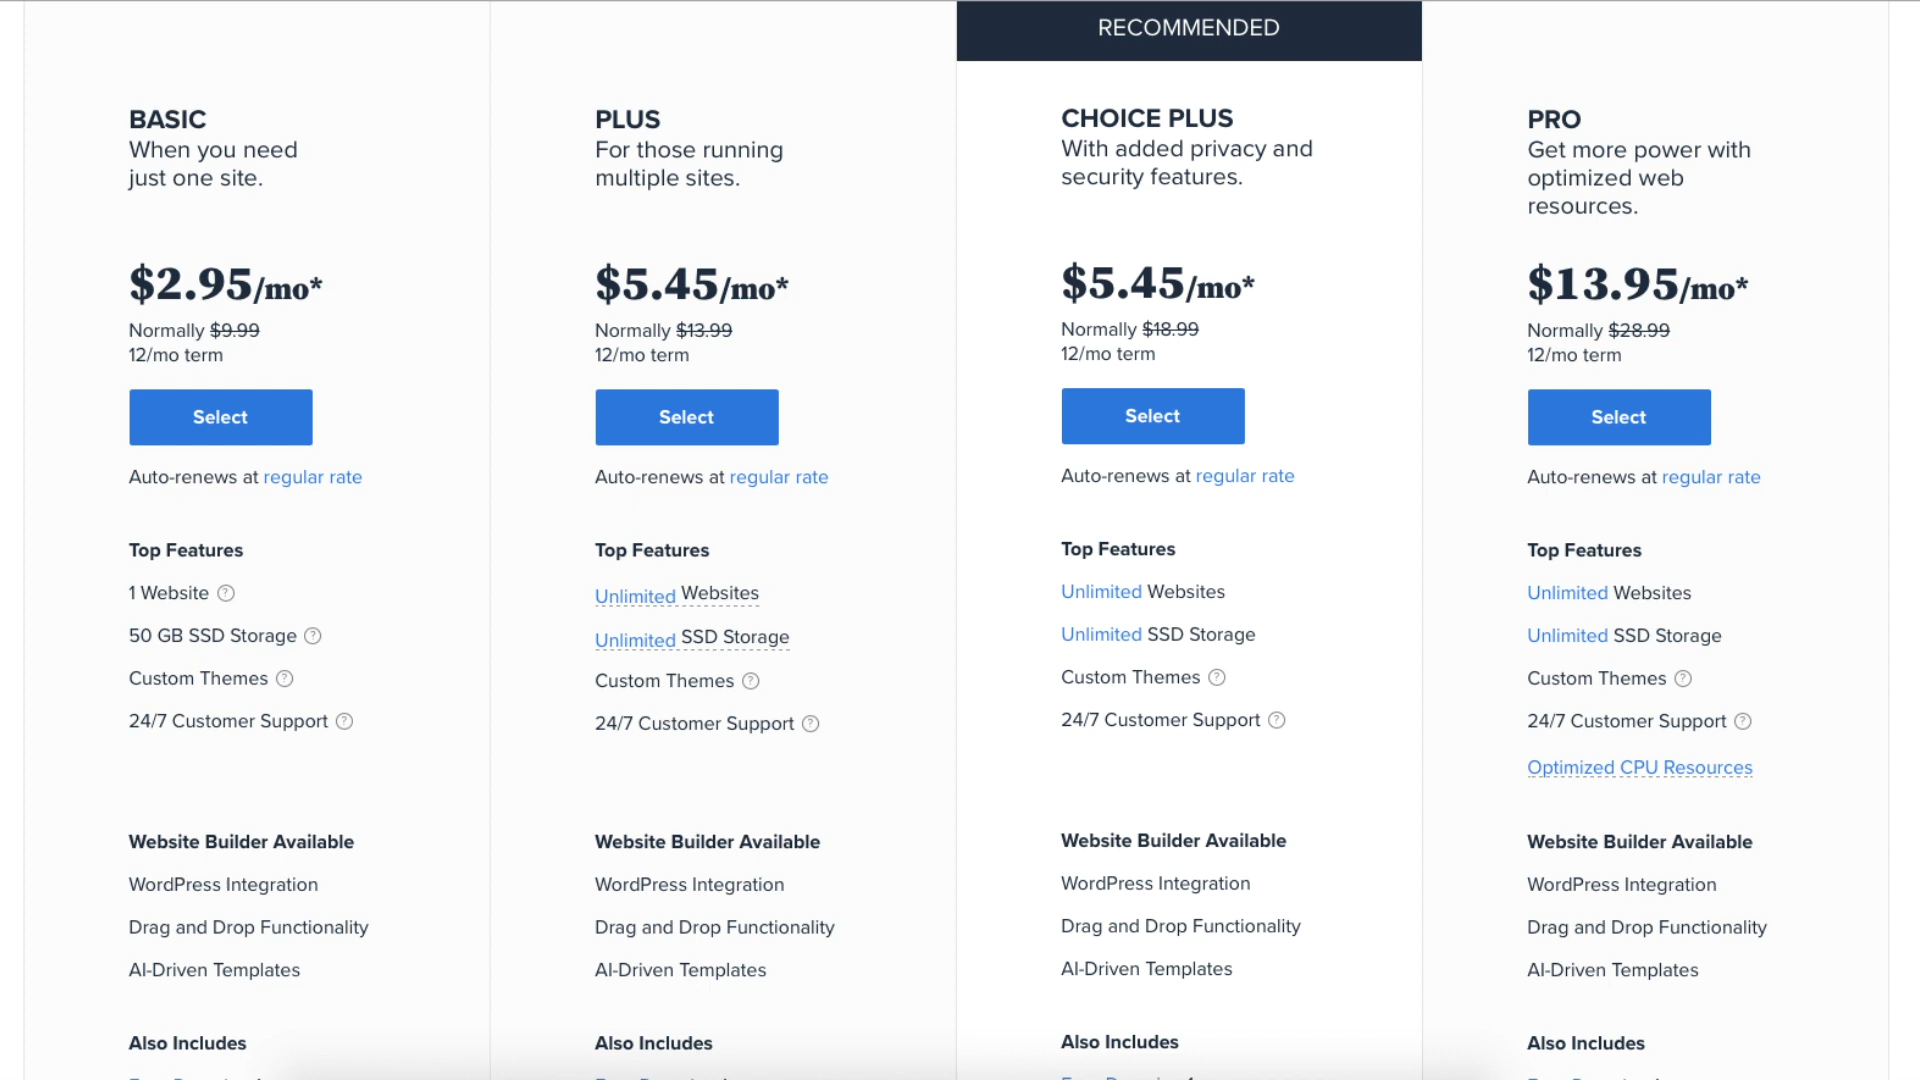 RECOMMENDED
BASIC
When you need
just one site.
$2.95/mo*
Normally $9.99
12/mo term
Select
Auto-renews at regular rate
Top Features
1 Website
50 GB SSD Storage
Custom Themes
24/7 Customer Support
Website Builder Available
WordPress Integration
Drag and Drop Functionality
AI-Driven Templates
Also Includes
PLUS
For those running
multiple sites.
$5.45/mo*
Normally $13.99
12/mo term
Select
Auto-renews at regular rate
Top Features
Unlimited Websites
Unlimited SSD Storage
Custom Themes
24/7 Customer Support
Website Builder Available
WordPress Integration
Drag and Drop Functionality
AI-Driven Templates
Also Includes
CHOICE PLUS
With added privacy and
security features.
$5.45/mo*
Normally $18.99
12/mo term
Select
Auto-renews at regular rate
Top Features
Unlimited Websites
Unlimited SSD Storage
Custom Themes
24/7 Customer Support
Website Builder Available
WordPress Integration
Drag and Drop Functionality
AI-Driven Templates
Also Includes
PRO
Get more power with
optimized web
resources.
$13.95/mo*
Normally $28.99
12/mo term
Select
Auto-renews at regular rate
Top Features
Unlimited Websites
Unlimited SSD Storage
Custom Themes
24/7 Customer Support
Optimized CPU Resources
Website Builder Available
WordPress Integration
Drag and Drop Functionality
AI-Driven Templates
Also Includes